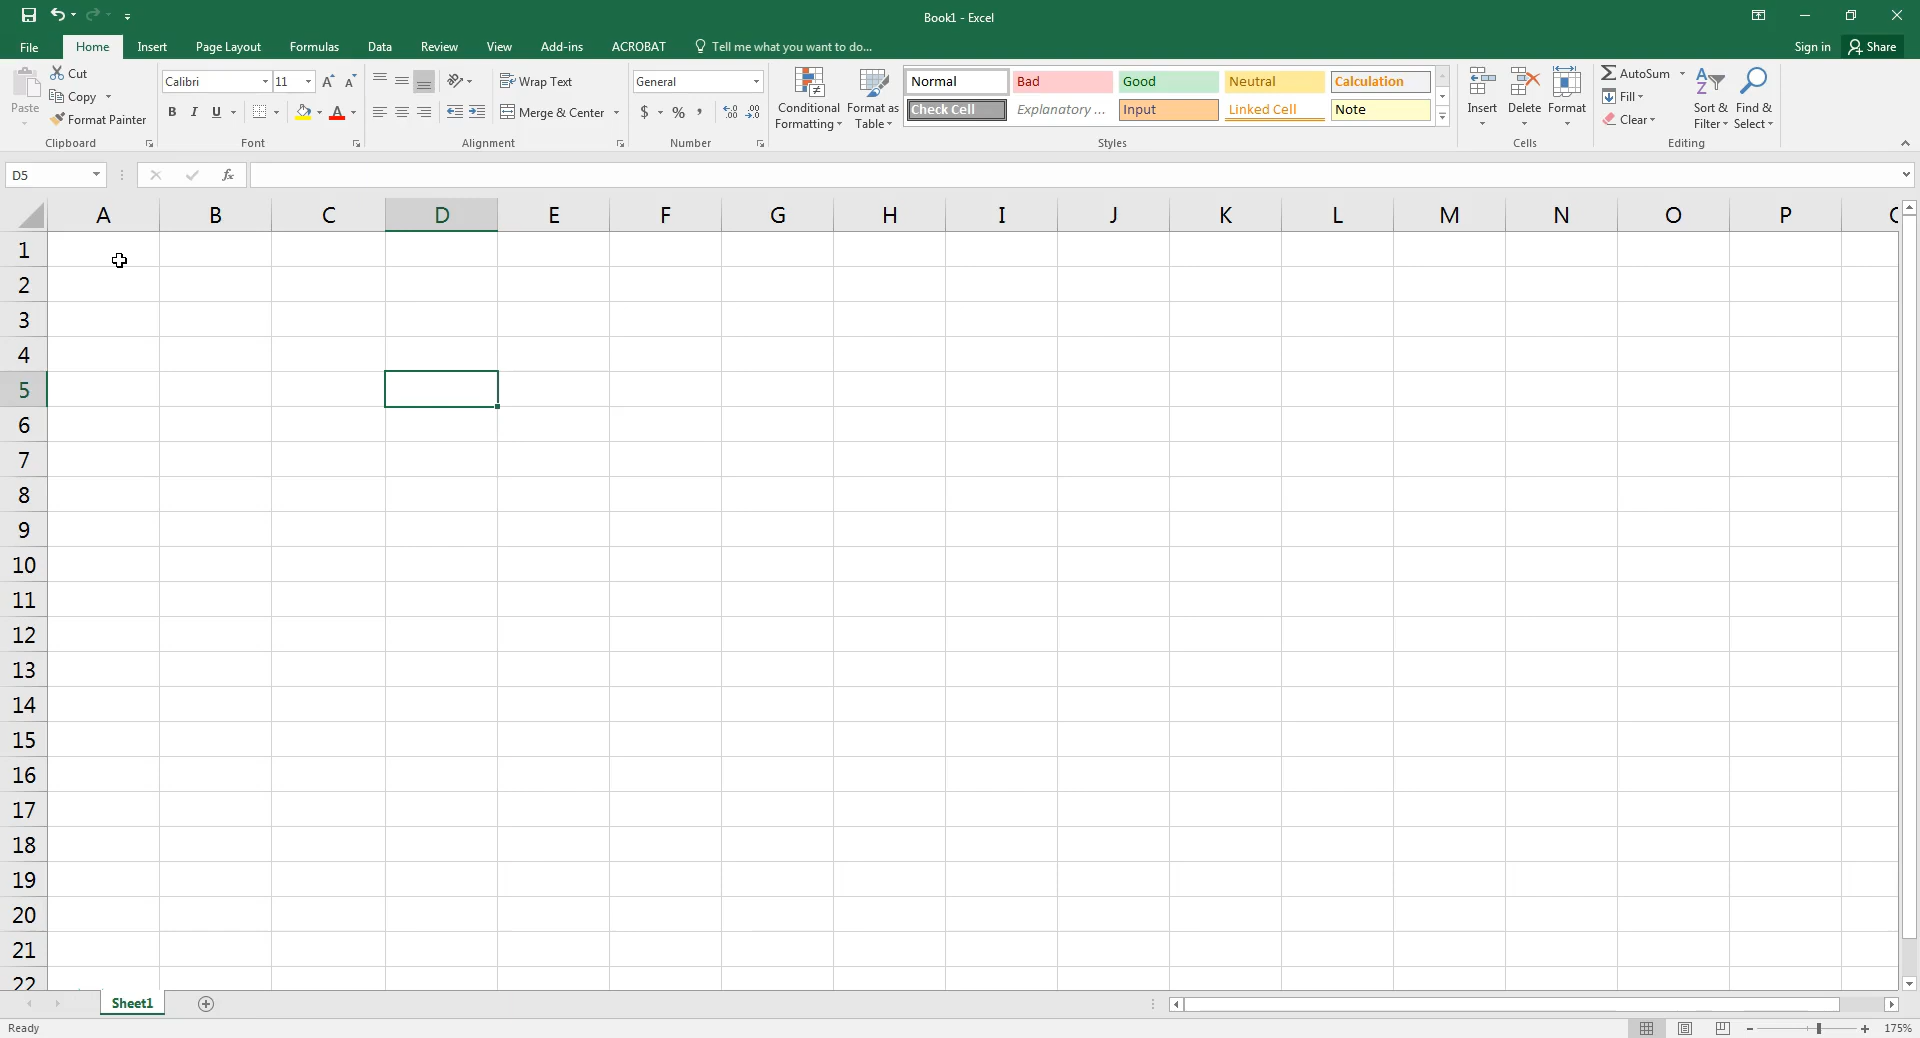 Book1 - Excel
File Home Insert Page Layout Formulas Data Review View Add-ins ACROBAT Tell me what you want to do... Sign in Share
Paste
Cut
Copy
Format Painter
Clipboard
Calibri 11
B I U
Font
Wrap Text
Merge & Center
Alignment
General
$ % ,
Number
Conditional Formatting
Format as Table
Normal Bad Good Neutral Calculation
Check Cell Explanatory ... Input Linked Cell Note
Styles
Insert Delete Format
Cells
AutoSum
Fill
Clear
Sort & Filter
Find & Select
Editing
D5 fx
A B C D E F G H I J K L M N O P
1
2
3
4
5
6
7
8
9
10
11
12
13
14
15
16
17
18
19
20
21
22
Sheet1
Ready 175%